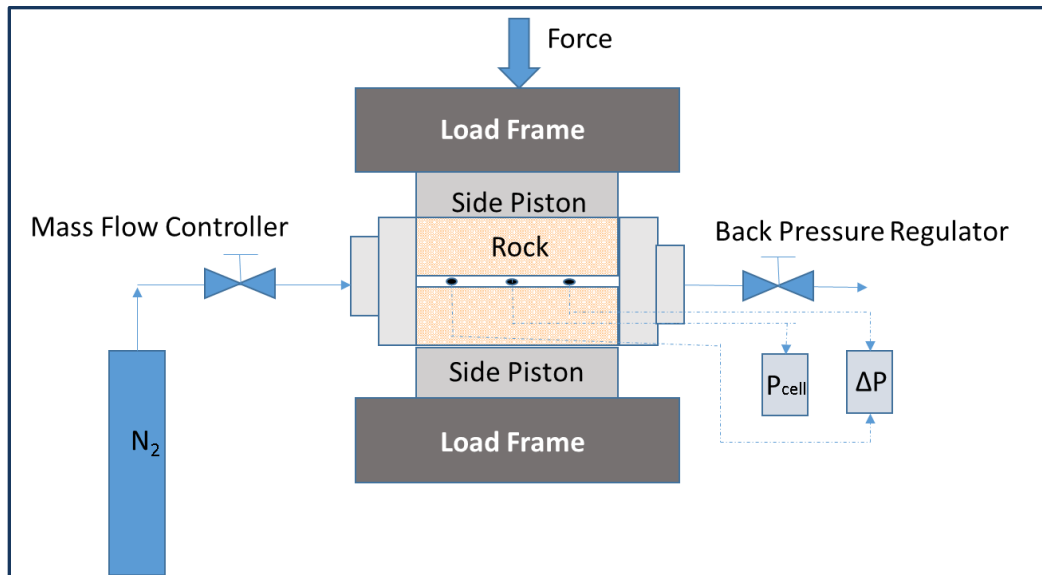 Force
Load Frame
Side Piston
Mass Flow Controller
Rock
Back Pressure Regulator
Side Piston
Pcell
ΔP
N₂
Load Frame